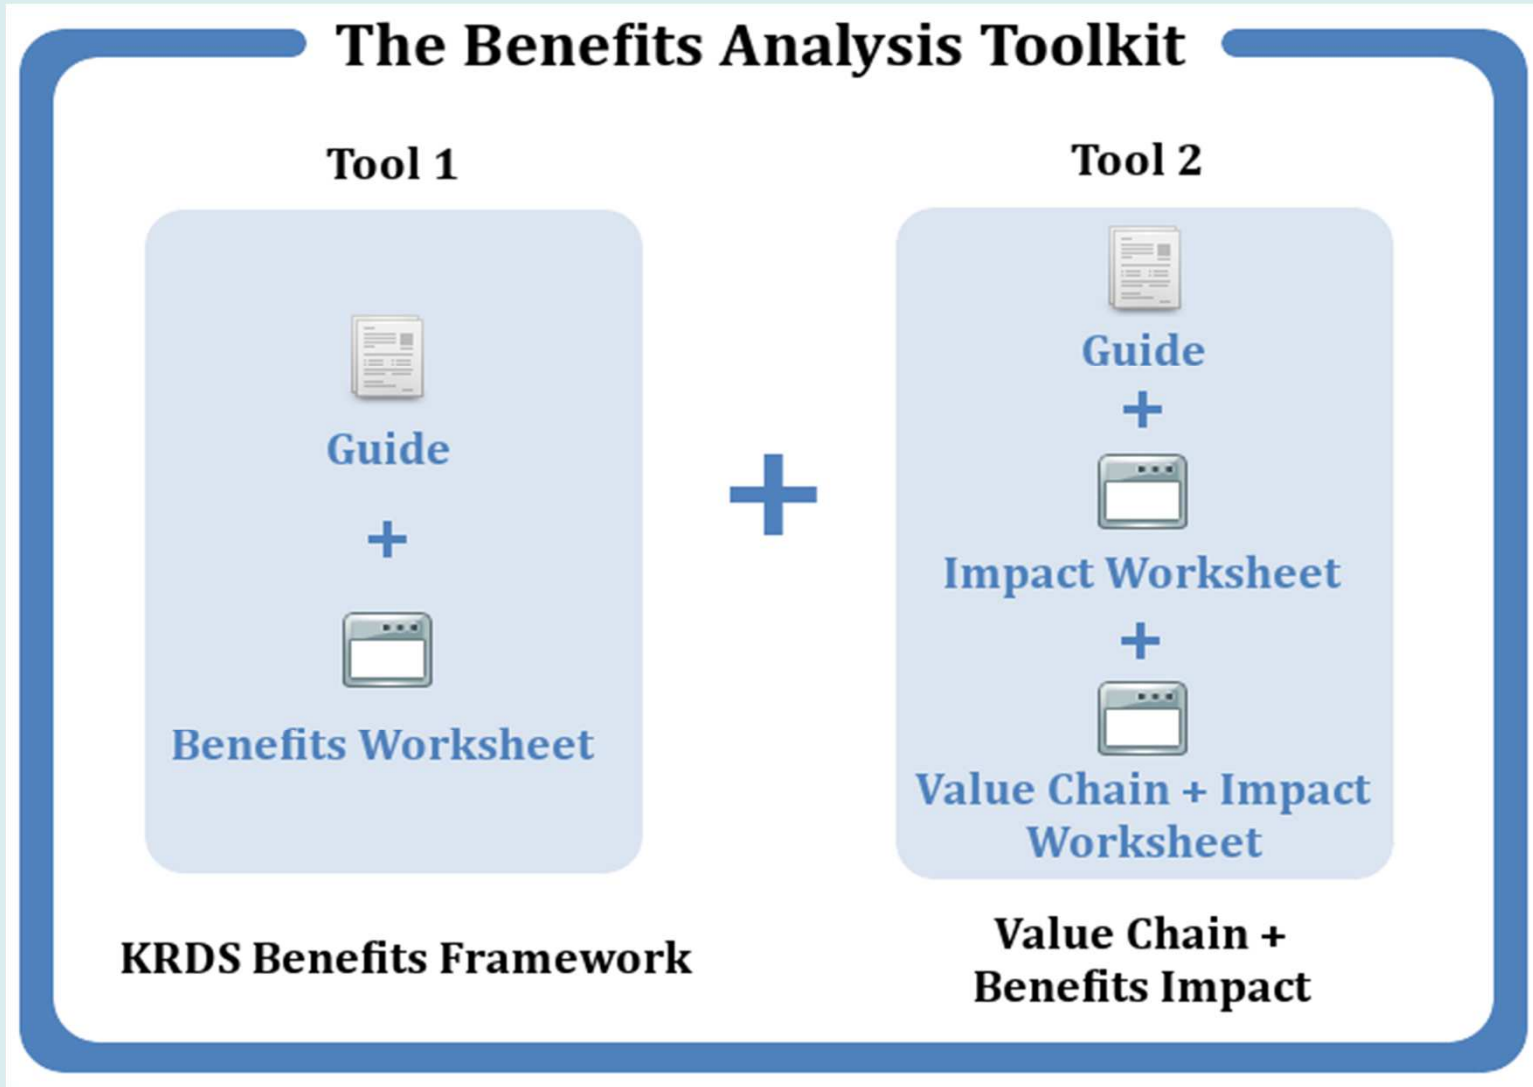 The Benefits Analysis Toolkit
Tool 1
Guide
+
Benefits Worksheet
KRDS Benefits Framework
+
Tool 2
Guide
+
Impact Worksheet
+
Value Chain + Impact
Worksheet
Value Chain +
Benefits Impact